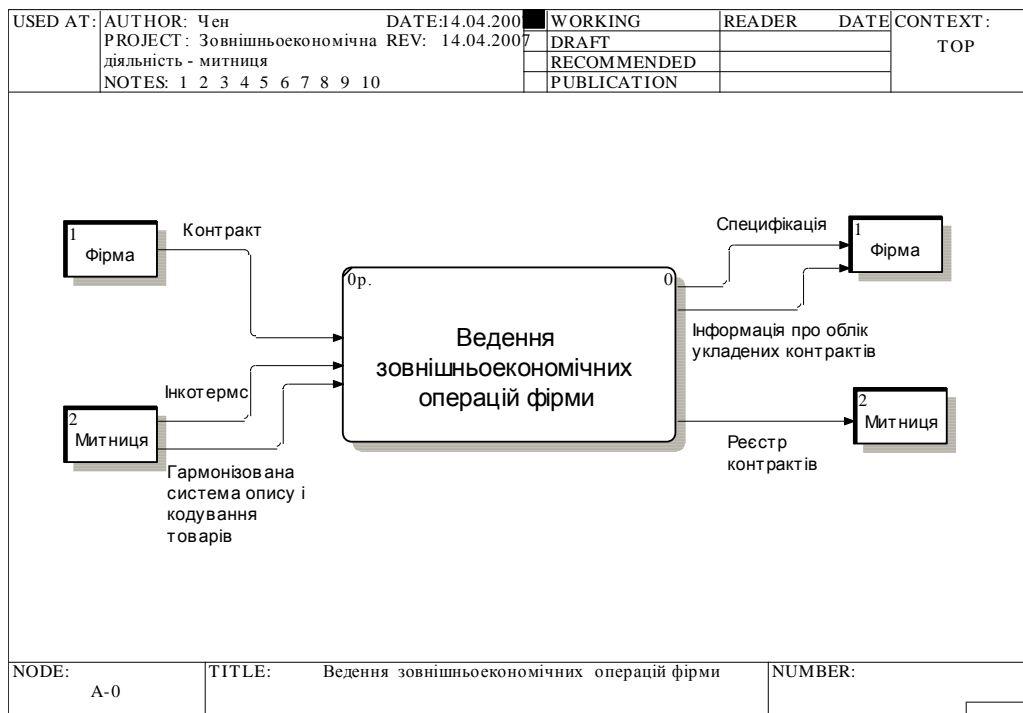 USED AT: AUTHOR: Чен DATE:14.04.200 WORKING READER DATE CONTEXT:
PROJECT: Зовнішньоекономічна REV: 14.04.2007 DRAFT TOP
діяльність - митниця RECOMMENDED
NOTES: 1 2 3 4 5 6 7 8 9 10 PUBLICATION
1
Фірма
Контракт
2
Митниця
Інкотермс
Гармонізована
система опису і
кодування
товарів
0р. 0
Ведення
зовнішньоекономічних
операцій фірми
Специфікація
1
Фірма
Інформація про облік
укладених контрактів
2
Митниця
Реєстр
контрактів
NODE: TITLE: Ведення зовнішньоекономічних операцій фірми NUMBER:
A-0